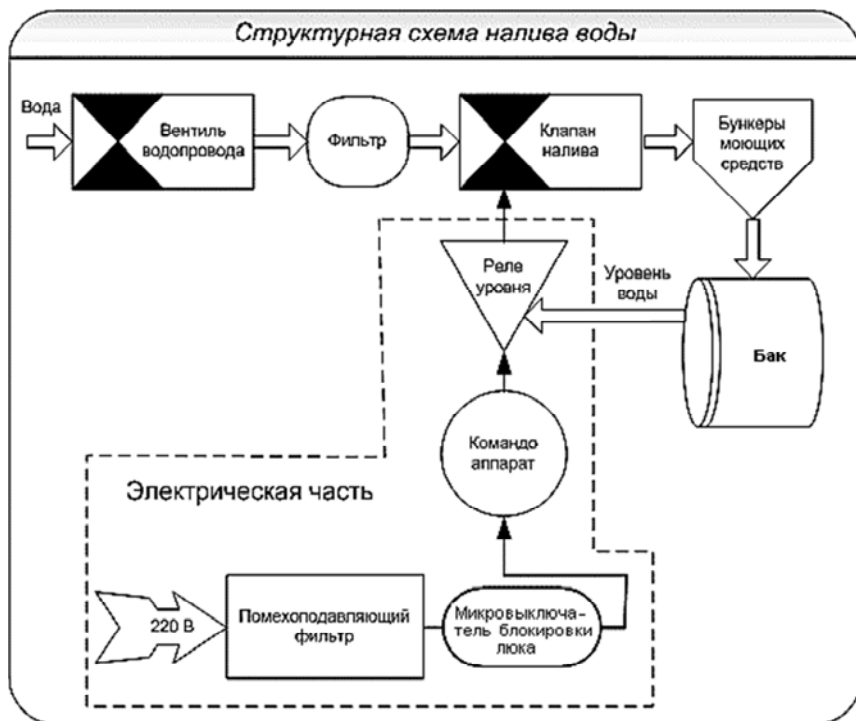 Структурная схема налива воды
Вода
Вентиль
водопровода
Фильтр
Клапан
налива
Бункеры
моющих
средств
Реле
уровня
Уровень
воды
Бак
Командо
аппарат
Электрическая часть
220 В
Помехоподавляющий
фильтр
Микровыключа-
тель блокировки
люка